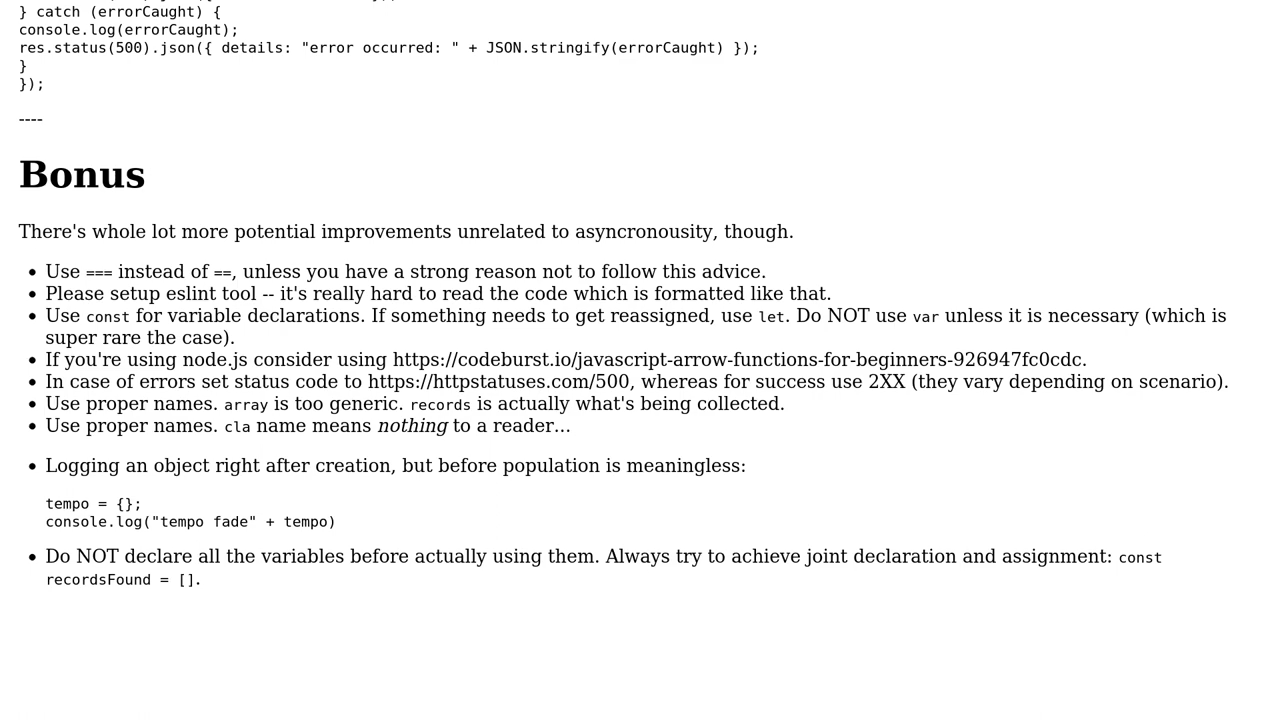 } catch (errorCaught) {
console.log(errorCaught);
res.status(500).json({ details: "error occurred: " + JSON.stringify(errorCaught) });
}
});
----
Bonus
There's whole lot more potential improvements unrelated to asyncronousity, though.
• Use === instead of ==, unless you have a strong reason not to follow this advice.
• Please setup eslint tool -- it's really hard to read the code which is formatted like that.
• Use const for variable declarations. If something needs to get reassigned, use let. Do NOT use var unless it is necessary (which is
super rare the case).
• If you're using node.js consider using https://codeburst.io/javascript-arrow-functions-for-beginners-926947fc0cdc.
• In case of errors set status code to https://httpstatuses.com/500, whereas for success use 2XX (they vary depending on scenario).
• Use proper names. array is too generic. records is actually what's being collected.
• Use proper names. cla name means nothing to a reader…
• Logging an object right after creation, but before population is meaningless:
tempo = {};
console.log("tempo fade" + tempo)
• Do NOT declare all the variables before actually using them. Always try to achieve joint declaration and assignment: const
recordsFound = [].